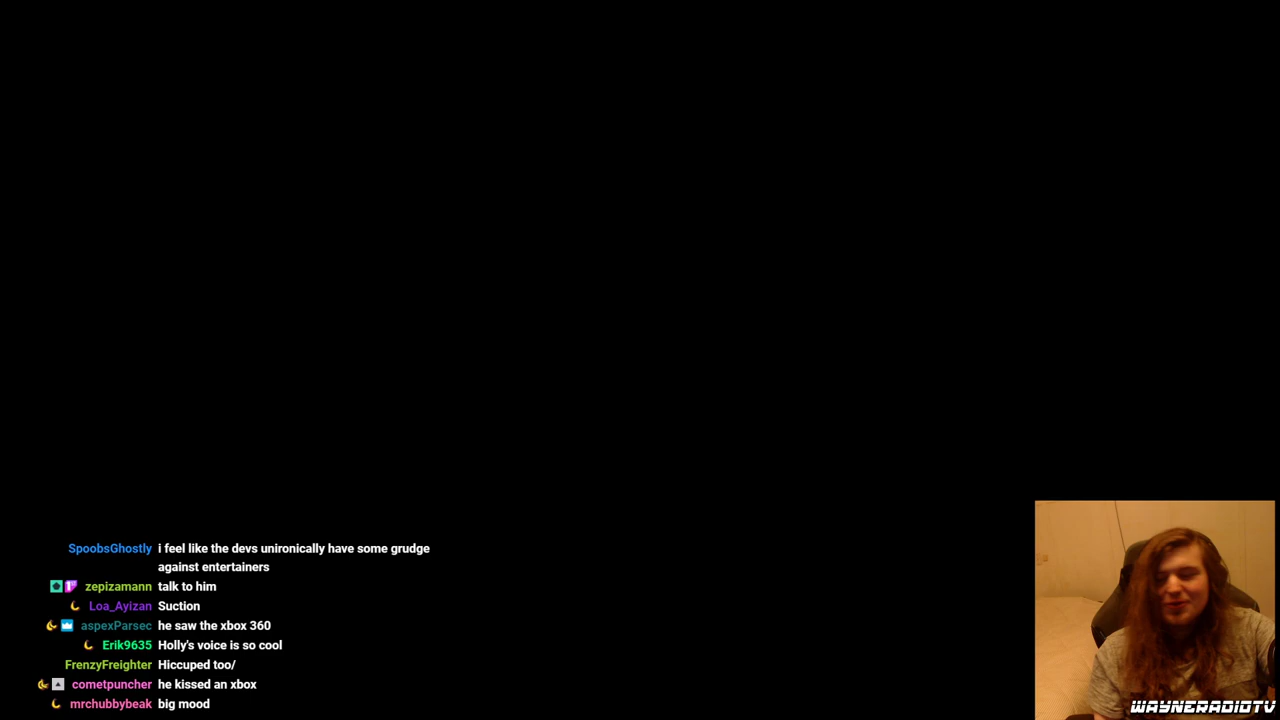 SpoobsGhostly i feel like the devs unironically have some grudge
against entertainers
zepizamann talk to him
Loa_Ayizan Suction
aspexParsec he saw the xbox 360
Erik9635 Holly's voice is so cool
FrenzyFreighter Hiccuped too/
cometpuncher he kissed an xbox
mrchubbybeak big mood
WAYNERADIOTV